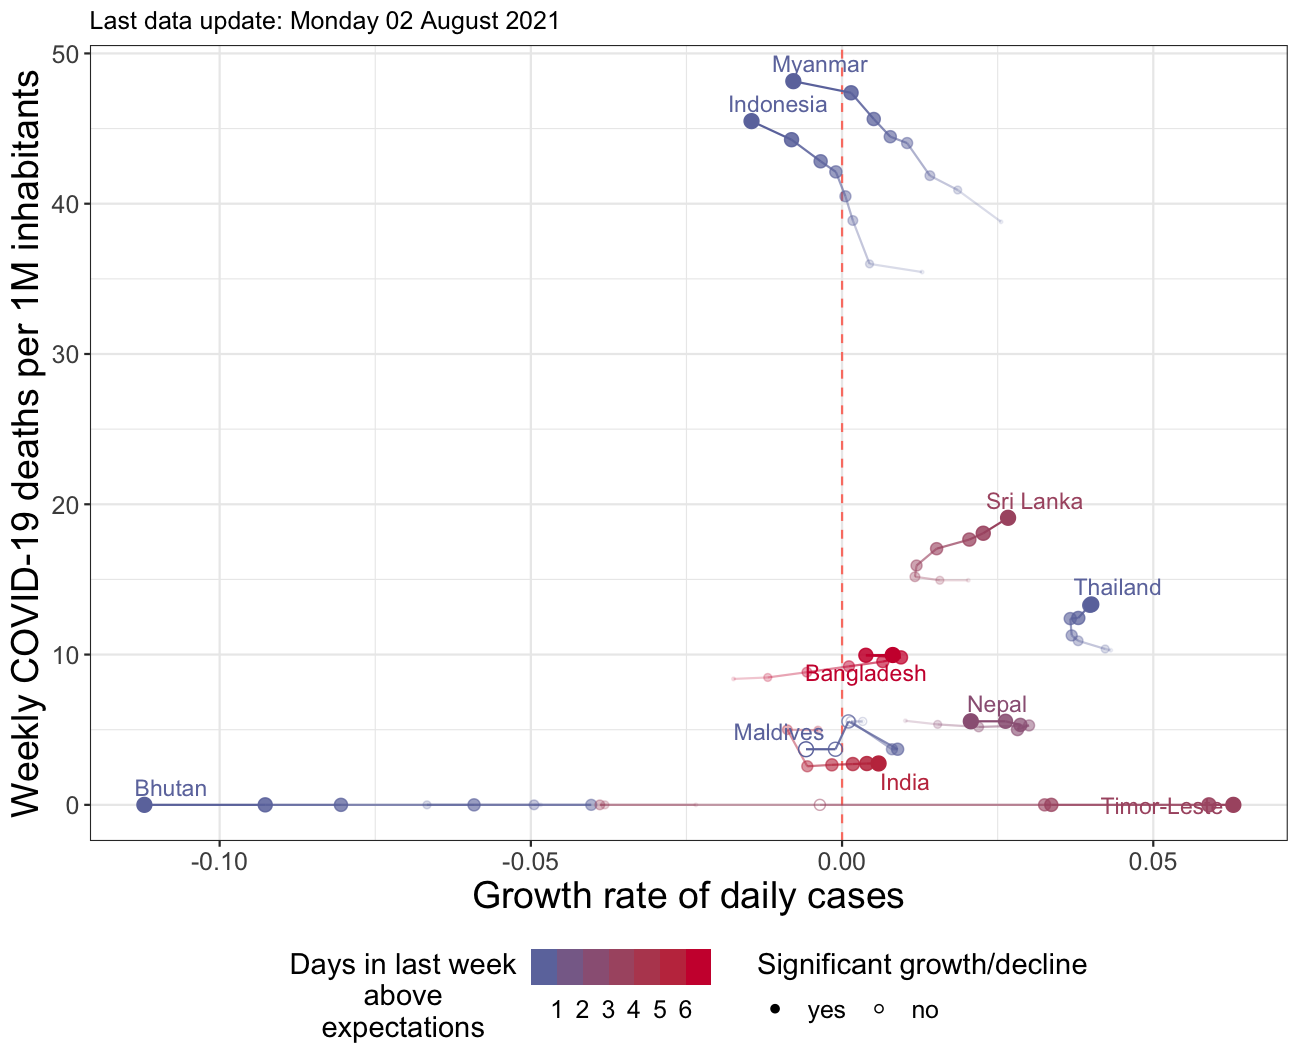 Last data update: Monday 02 August 2021
Weekly COVID-19 deaths per 1M inhabitants
50
40
30
20
10
0
Myanmar
Indonesia
Sri Lanka
Thailand
Bangladesh
Nepal
Maldives
India
Bhutan
Timor-Leste
-0.10 -0.05 0.00 0.05
Growth rate of daily cases
Days in last week
above
expectations
1 2 3 4 5 6
Significant growth/decline
yes no